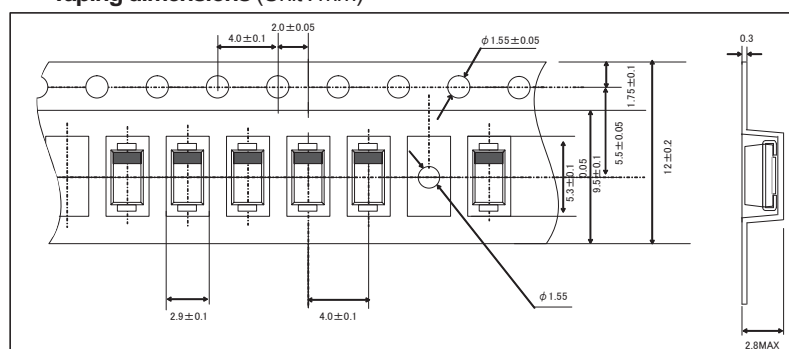 Taping dimensions (Unit : mm)
4.0±0.1
2.0±0.05
φ1.55±0.05
0.3
1.75±0.1
5.5±0.05
12±0.2
5.3±0.1
0.05
9.5±0.1
φ1.55
2.9±0.1
4.0±0.1
2.8MAX